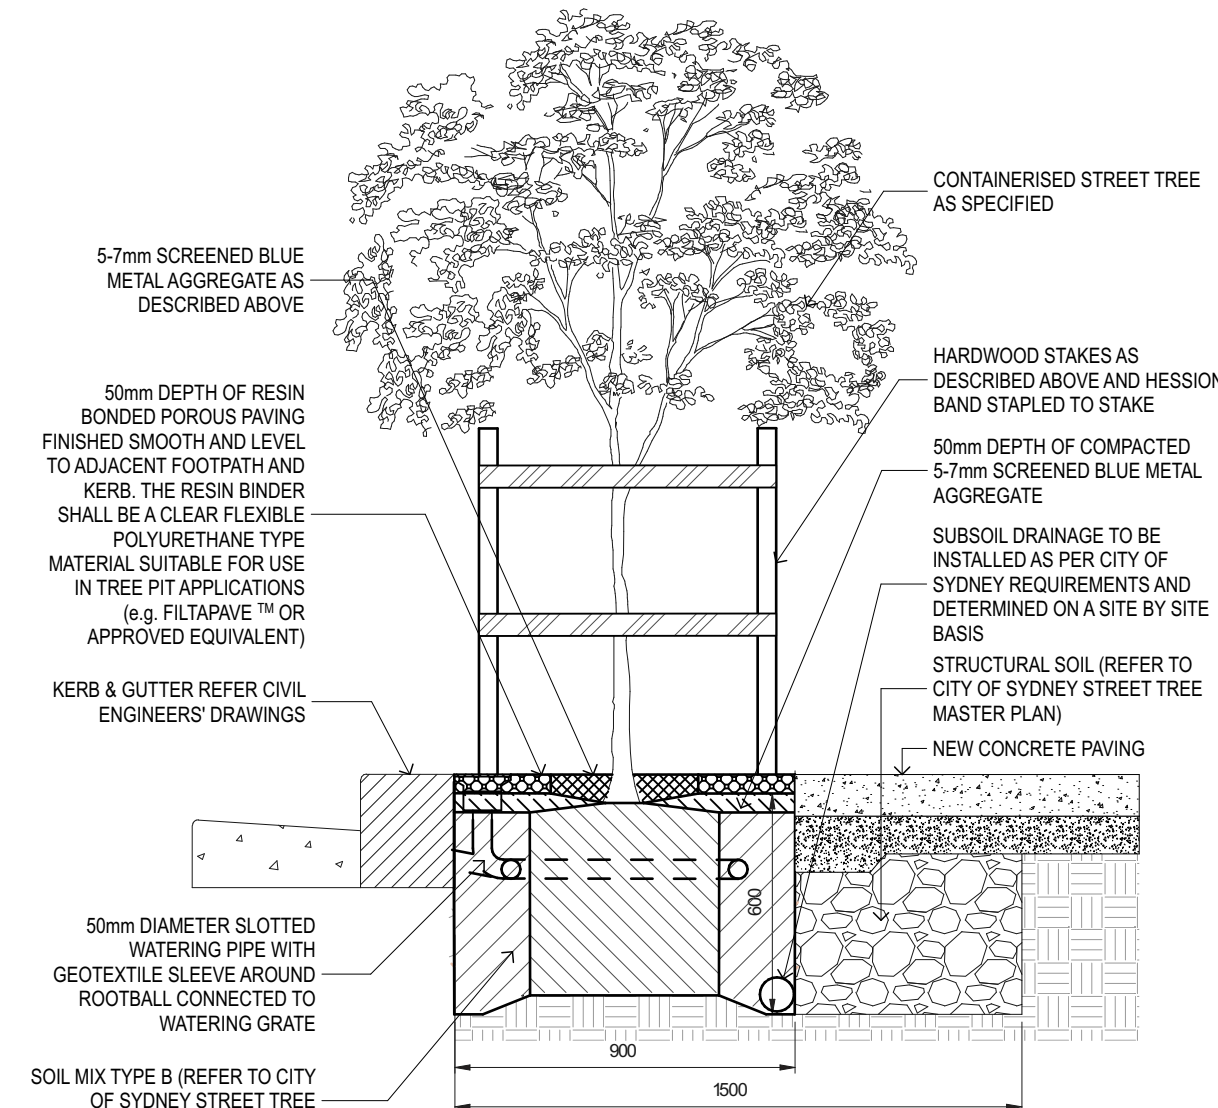 CONTAINERISED STREET TREE
AS SPECIFIED
5-7mm SCREENED BLUE
METAL AGGREGATE AS
DESCRIBED ABOVE
HARDWOOD STAKES AS
DESCRIBED ABOVE AND HESSION
BAND STAPLED TO STAKE
50mm DEPTH OF RESIN
BONDED POROUS PAVING
FINISHED SMOOTH AND LEVEL
TO ADJACENT FOOTPATH AND
KERB. THE RESIN BINDER
SHALL BE A CLEAR FLEXIBLE
POLYURETHANE TYPE
MATERIAL SUITABLE FOR USE
IN TREE PIT APPLICATIONS
(e.g. FILTAPAVE ™ OR
APPROVED EQUIVALENT)
50mm DEPTH OF COMPACTED
5-7mm SCREENED BLUE METAL
AGGREGATE
SUBSOIL DRAINAGE TO BE
INSTALLED AS PER CITY OF
SYDNEY REQUIREMENTS AND
DETERMINED ON A SITE BY SITE
BASIS
STRUCTURAL SOIL (REFER TO
CITY OF SYDNEY STREET TREE
MASTER PLAN)
KERB & GUTTER REFER CIVIL
ENGINEERS' DRAWINGS
NEW CONCRETE PAVING
600
50mm DIAMETER SLOTTED
WATERING PIPE WITH
GEOTEXTILE SLEEVE AROUND
ROOTBALL CONNECTED TO
WATERING GRATE
900
SOIL MIX TYPE B (REFER TO CITY
OF SYDNEY STREET TREE
1500